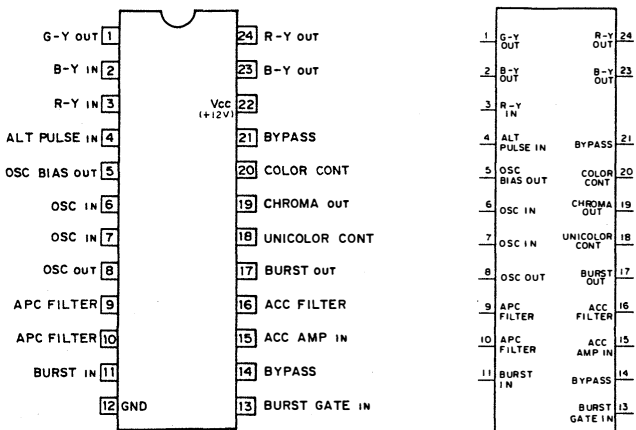 G-Y OUT 1
B-Y IN 2
R-Y IN 3
ALT PULSE IN 4
OSC BIAS OUT 5
OSC IN 6
OSC IN 7
OSC OUT 8
APC FILTER 9
APC FILTER 10
BURST IN 11
12 GND
24 R-Y OUT
23 B-Y OUT
Vcc 22
(+12V)
21 BYPASS
20 COLOR CONT
19 CHROMA OUT
18 UNICOLOR CONT
17 BURST OUT
16 ACC FILTER
15 ACC AMP IN
14 BYPASS
13 BURST GATE IN
1 G-Y
OUT
2 B-Y
OUT
3 R-Y
IN
4 ALT
PULSE IN
5 OSC
BIAS OUT
6 OSC IN
7 OSC IN
8 OSC OUT
9 APC
FILTER
10 APC
FILTER
11 BURST
IN
R-Y 24
OUT
B-Y 23
OUT
BYPASS 21
COLOR 20
CONT
CHROMA 19
OUT
UNICOLOR 18
CONT
BURST 17
OUT
ACC 16
FILTER
ACC 15
AMP IN
BYPASS 14
BURST 13
GATE IN